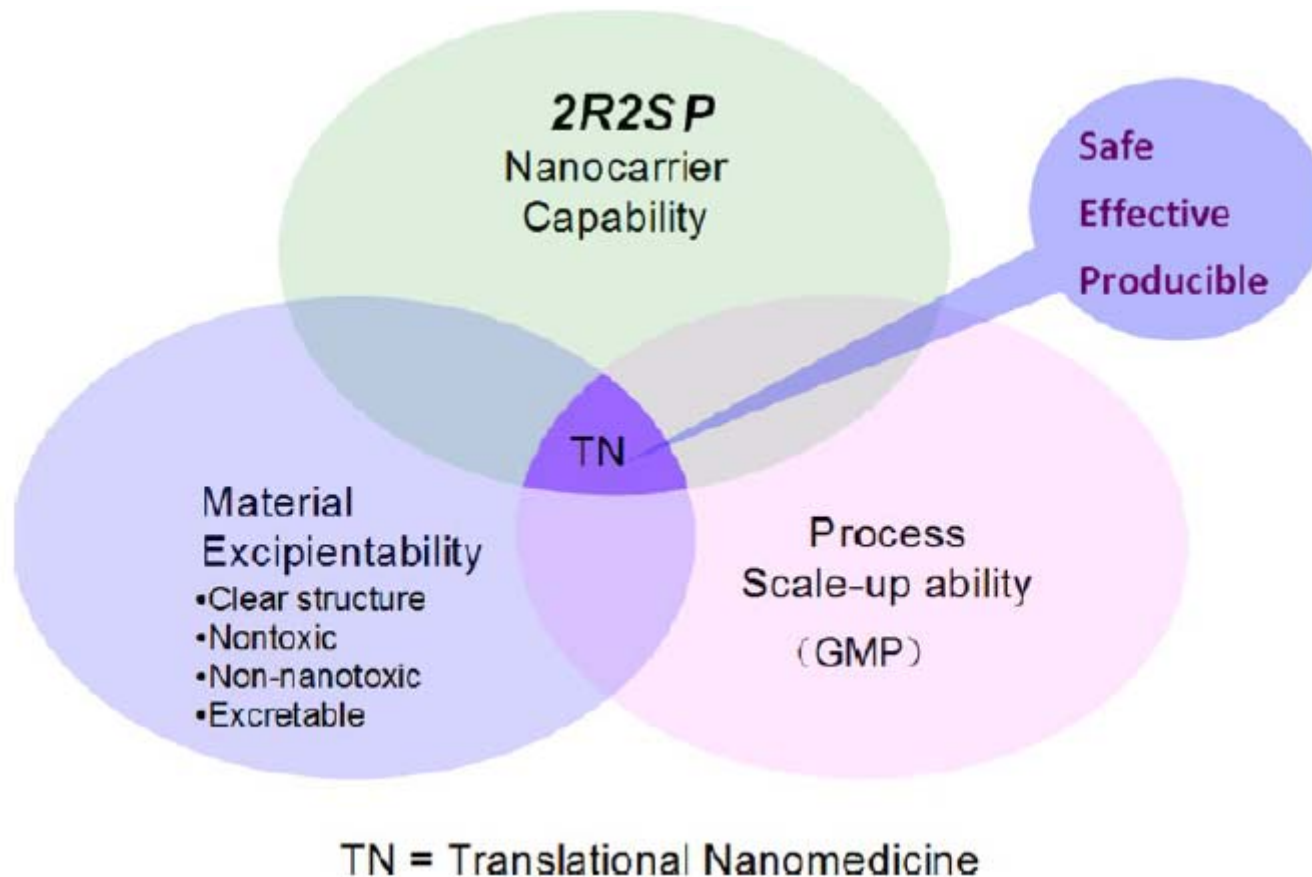 2R2SP
Nanocarrier
Capability
Safe
Effective
Producible
TN
Material
Excipientability
•Clear structure
•Nontoxic
•Non-nanotoxic
•Excretable
Process
Scale-up ability
（GMP）
TN = Translational Nanomedicine